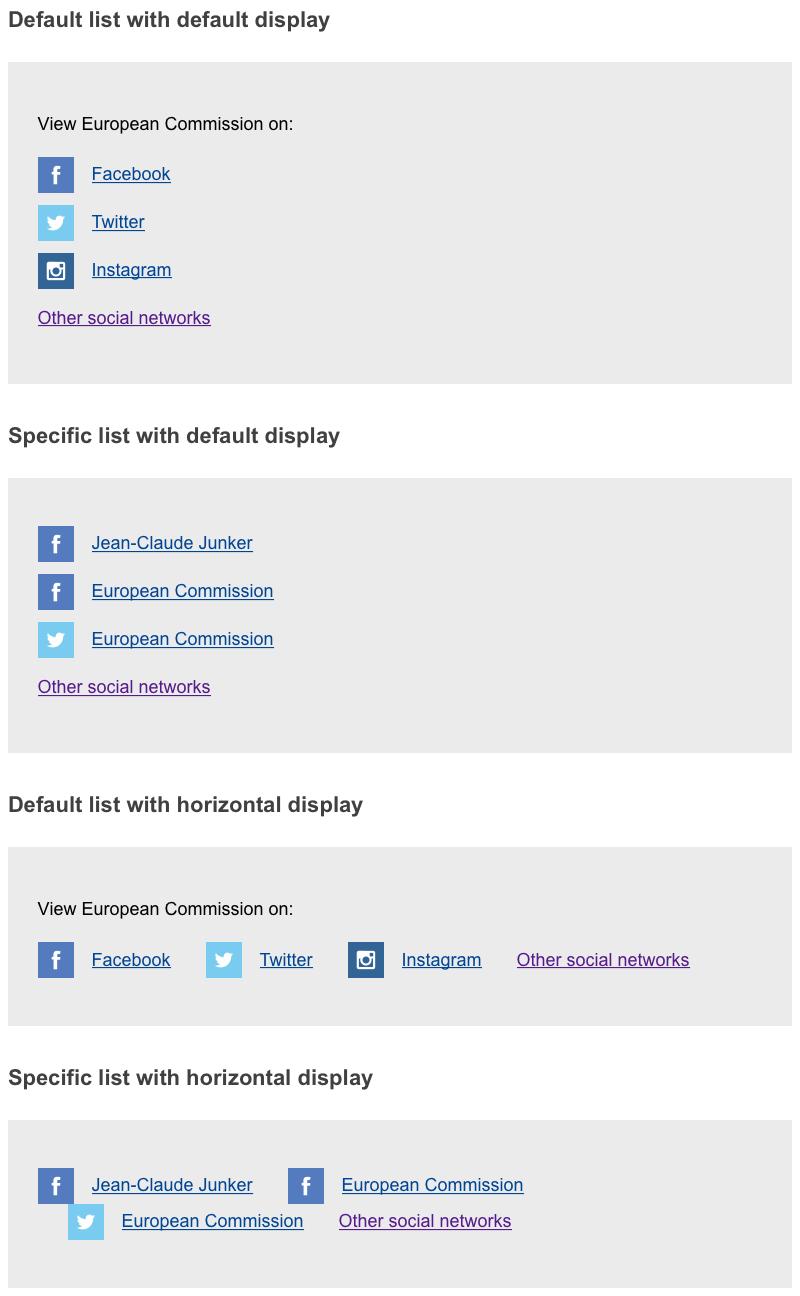 Default list with default display
View European Commission on:
Facebook
Twitter
Instagram
Other social networks
Specific list with default display
Jean-Claude Junker
European Commission
European Commission
Other social networks
Default list with horizontal display
View European Commission on:
Facebook Twitter Instagram Other social networks
Specific list with horizontal display
Jean-Claude Junker European Commission
European Commission Other social networks